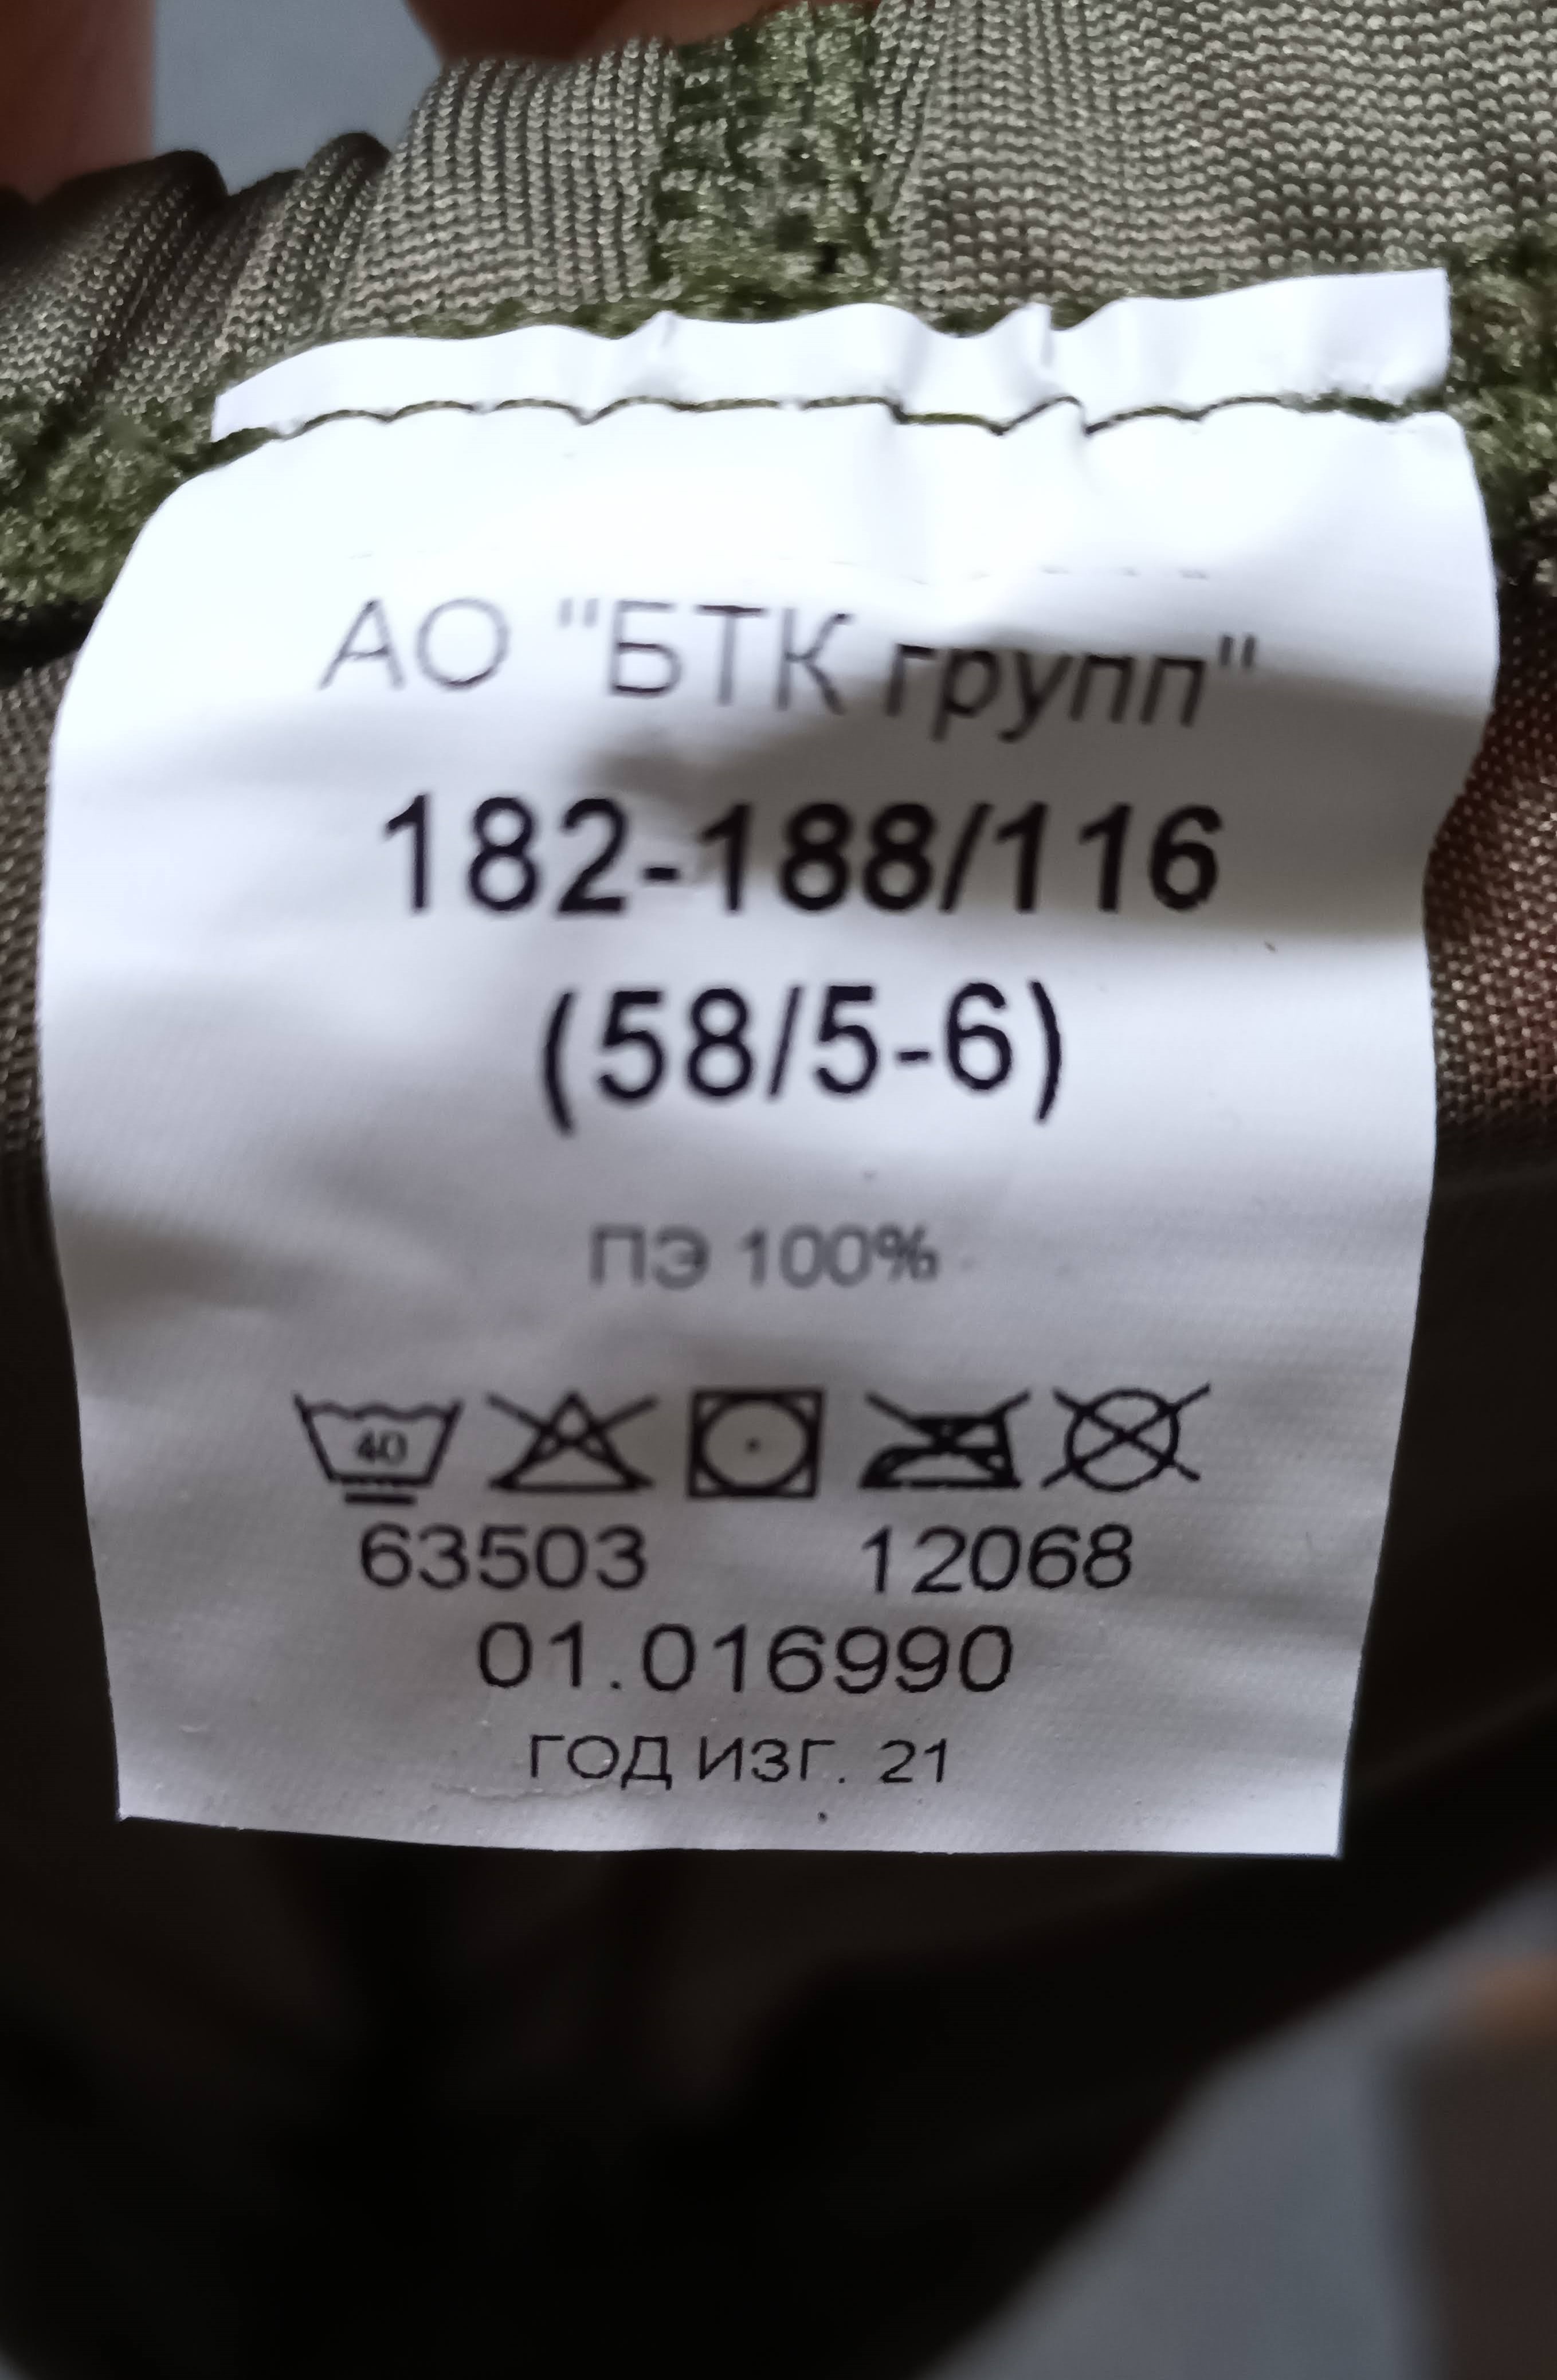 АО "БТК групп"
182-188/116
(58/5-6)
ПЭ 100%
40
63503 12068
01.016990
ГОД ИЗГ. 21